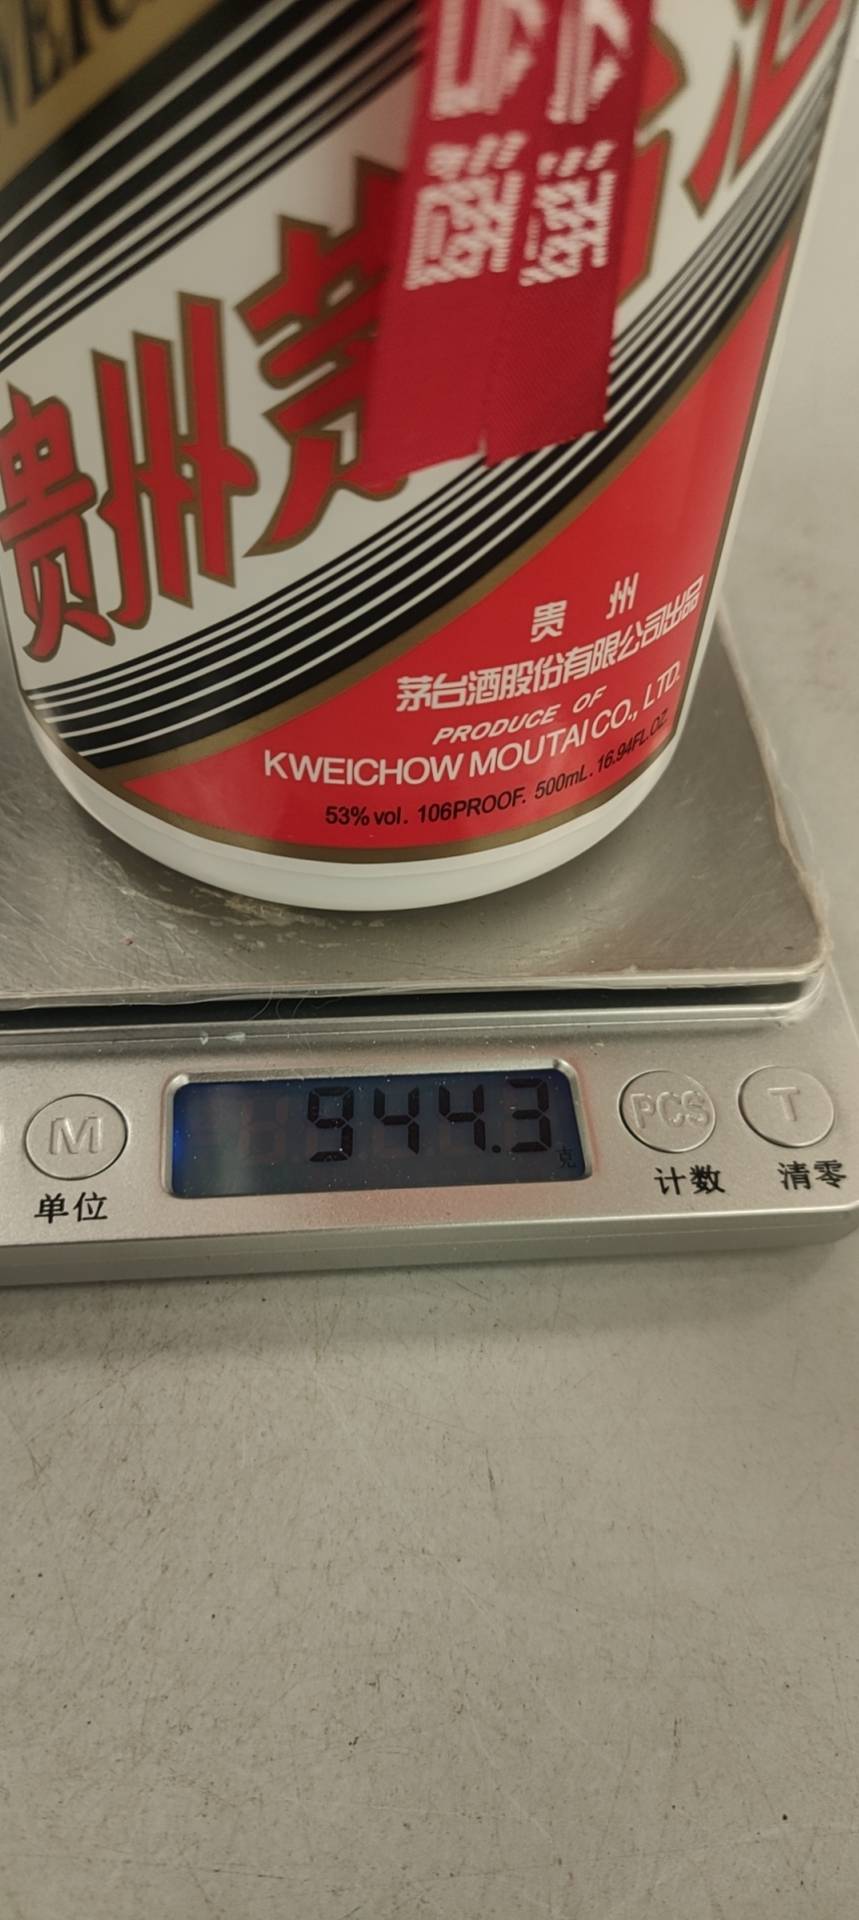 贵州茅
贵州
茅台酒股份有限公司出品
PRODUCE OF
KWEICHOW MOUTAI CO., LTD.
53% vol. 106PROOF. 500mL. 16.94FL.OZ.
944.3
克
M
PCS
T
单位
计数
清零